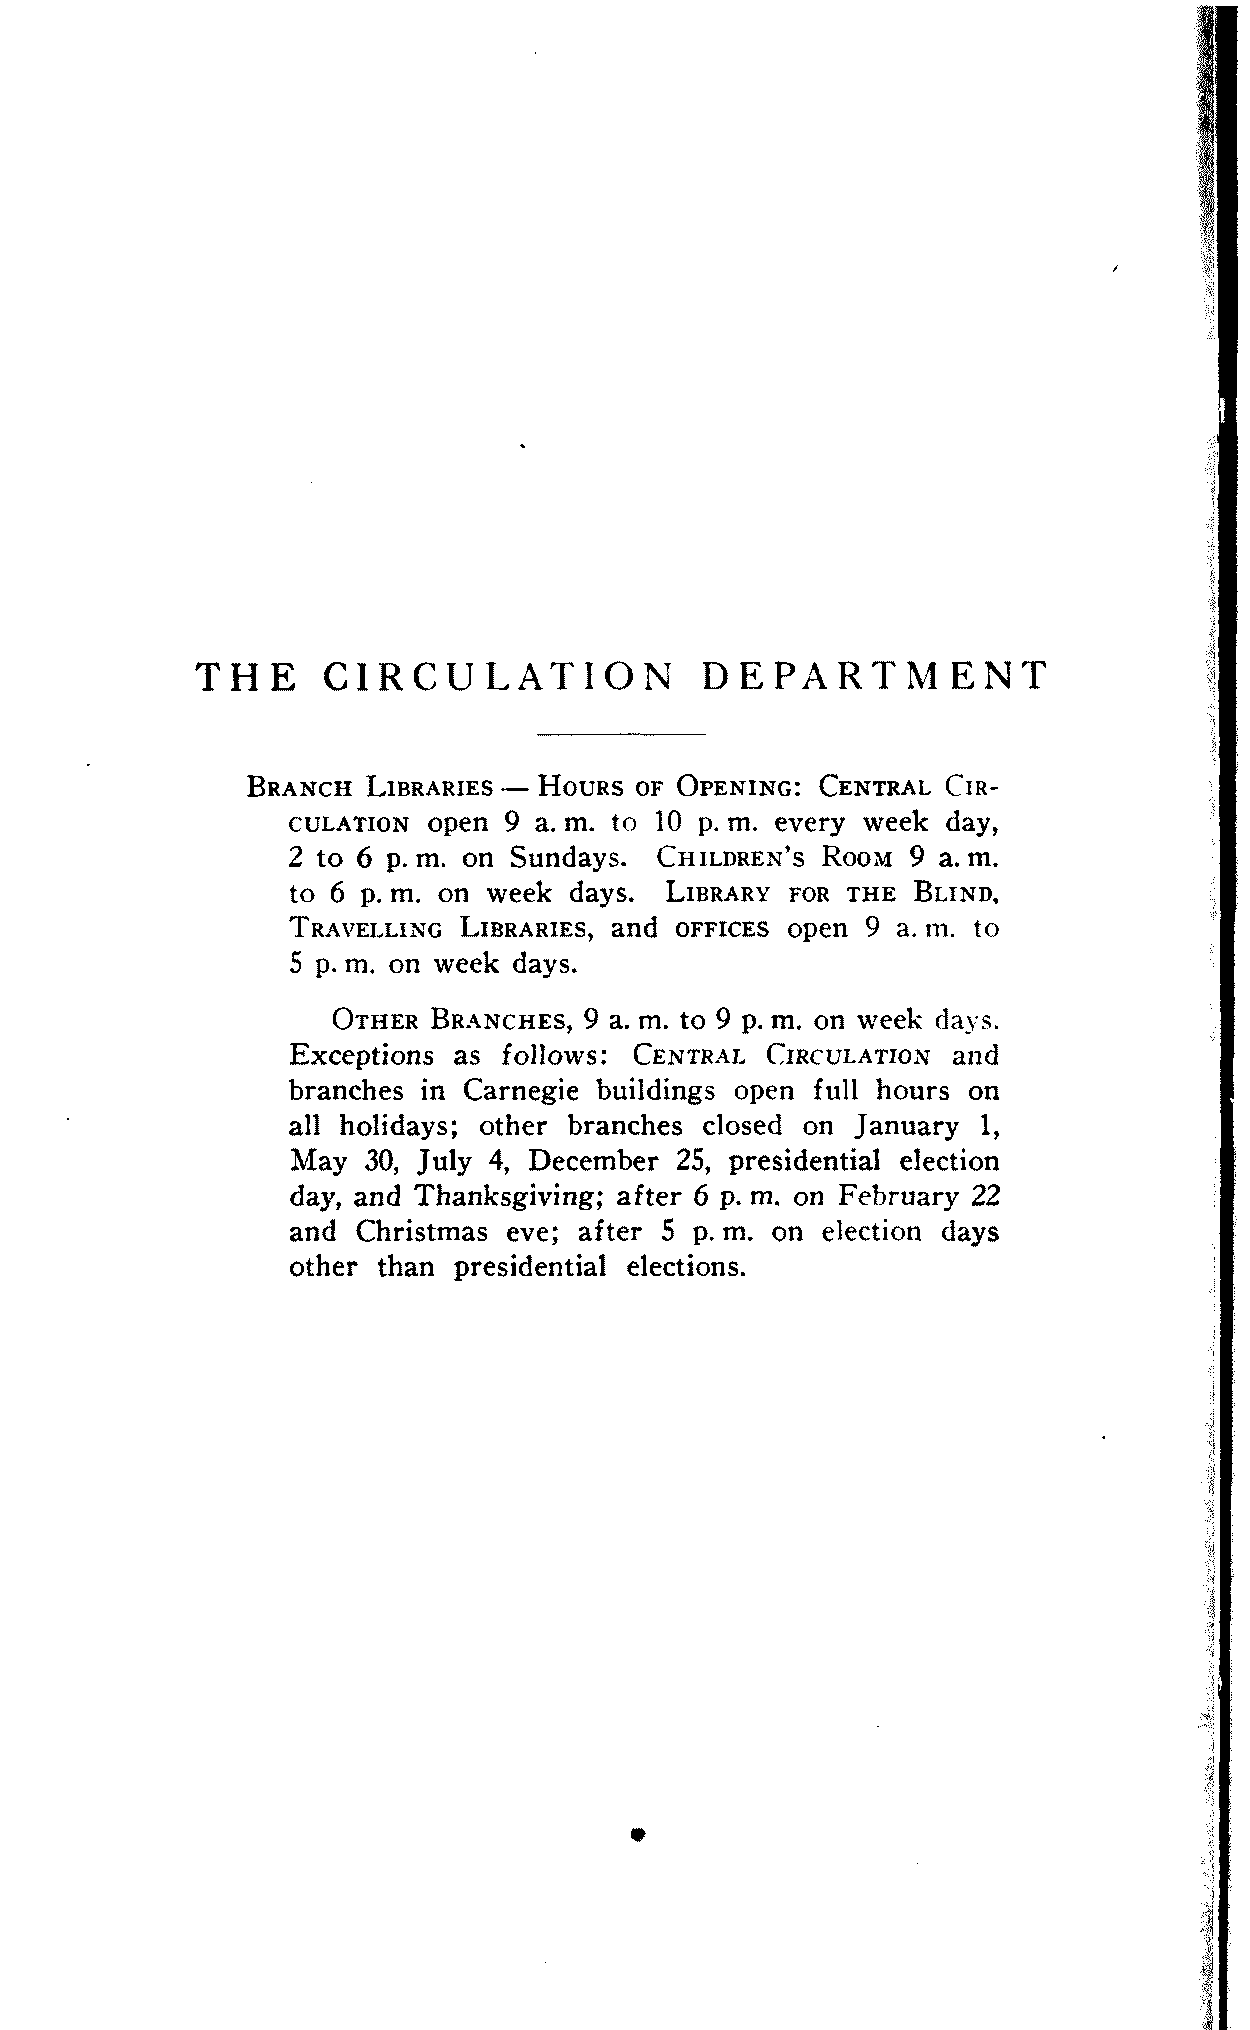 THE CIRCULATION DEPARTMENT
BRANCH LIBRARIES — HOURS OF OPENING: CENTRAL CIR-
CULATION open 9 a. m. to 10 p. m. every week day,
2 to 6 p. m. on Sundays. CHILDREN'S ROOM 9 a. m.
to 6 p. m. on week days. LIBRARY FOR THE BLIND,
TRAVELLING LIBRARIES, and OFFICES open 9 a. m. to
5 p. m. on week days.
OTHER BRANCHES, 9 a. m. to 9 p. m. on week days.
Exceptions as follows: CENTRAL CIRCULATION and
branches in Carnegie buildings open full hours on
all holidays; other branches closed on January 1,
May 30, July 4, December 25, presidential election
day, and Thanksgiving; after 6 p. m. on February 22
and Christmas eve; after 5 p. m. on election days
other than presidential elections.